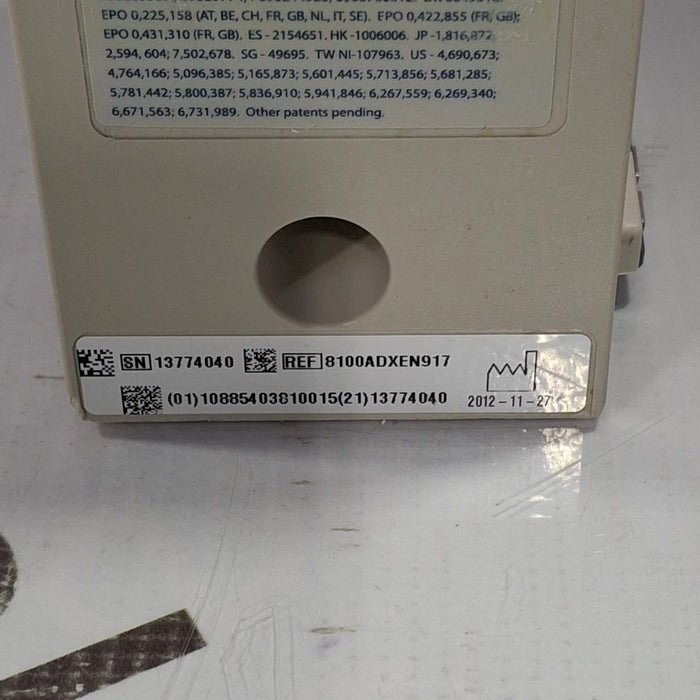 EPO 0,225,158 (AT, BE, CH, FR, GB, NL, IT, SE). EPO 0,422,855 (FR, GB);
EPO 0,431,310 (FR, GB). ES - 2154651. HK -1006006. JP -1,816,872;
2,594, 604; 7,502,678. SG - 49695. TW NI-107963. US - 4,690,673;
4,764,166; 5,096,385; 5,165,873; 5,601,445; 5,713,856; 5,681,285;
5,781,442; 5,800,387; 5,836,910; 5,941,846; 6,267,559; 6,269,340;
6,671,563; 6,731,989. Other patents pending.
SN 13774040 REF 8100ADXEN917
(01)10885403810015(21)13774040 2012-11-27